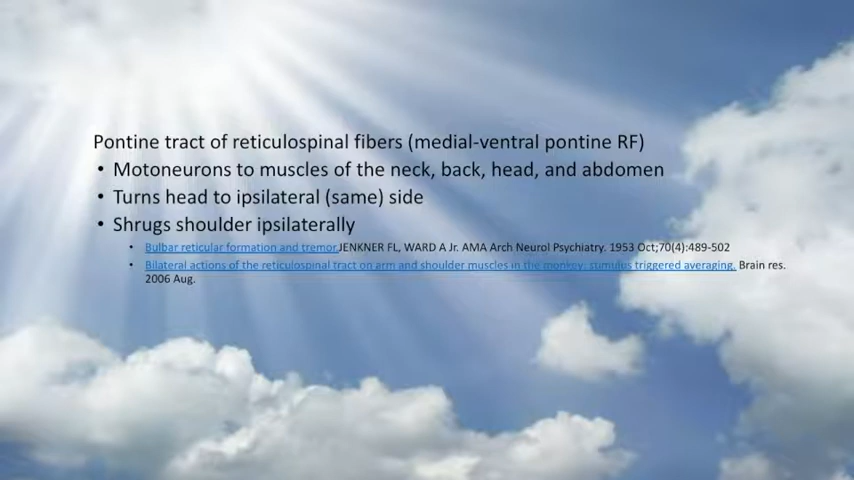 Pontine tract of reticulospinal fibers (medial-ventral pontine RF)
• Motoneurons to muscles of the neck, back, head, and abdomen
• Turns head to ipsilateral (same) side
• Shrugs shoulder ipsilaterally
• Bulbar reticular formation and tremor.JENKNER FL, WARD A Jr. AMA Arch Neurol Psychiatry. 1953 Oct;70(4):489-502
• Bilateral actions of the reticulospinal tract on arm and shoulder muscles in the monkey: stimulus triggered averaging. Brain res.
2006 Aug.